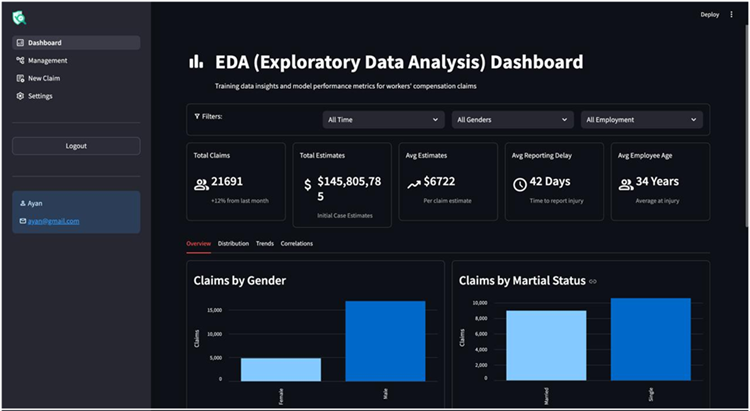 Deploy
Dashboard
Management
New Claim
Settings
Logout
Ayan
ayan@gmail.com
EDA (Exploratory Data Analysis) Dashboard
Training data insights and model performance metrics for workers' compensation claims
Filters:
All Time
All Genders
All Employment
Total Claims
21691
+12% from last month
Total Estimates
$ $145,805,78
5
Initial Case Estimates
Avg Estimates
$6722
Per claim estimate
Avg Reporting Delay
42 Days
Time to report injury
Avg Employee Age
34 Years
Average at injury
Overview Distribution Trends Correlations
Claims by Gender
15,000
10,000
5,000
0
Claims
Female
Male
Claims by Martial Status
10,000
8,000
6,000
4,000
2,000
0
Claims
Married
Single